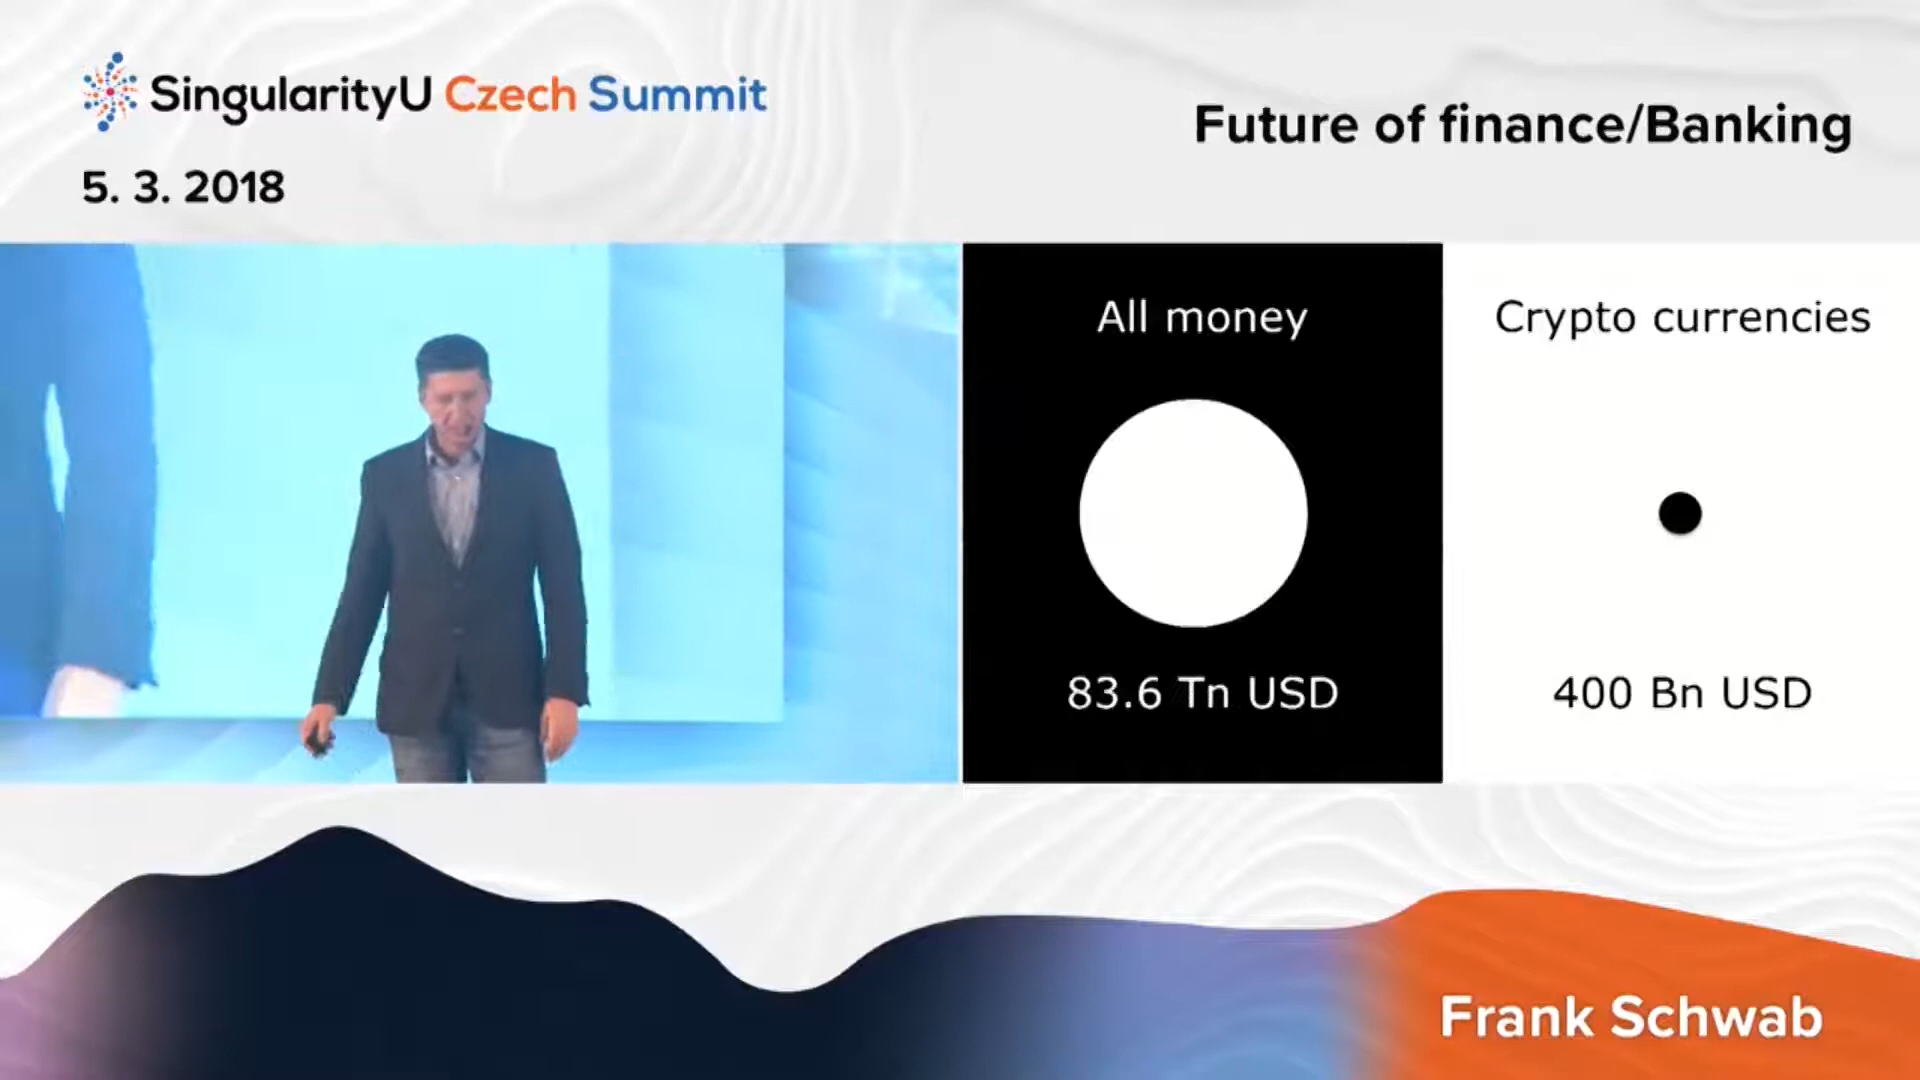 SingularityU Czech Summit
5. 3. 2018
Future of finance/Banking
All money
83.6 Tn USD
Crypto currencies
400 Bn USD
Frank Schwab